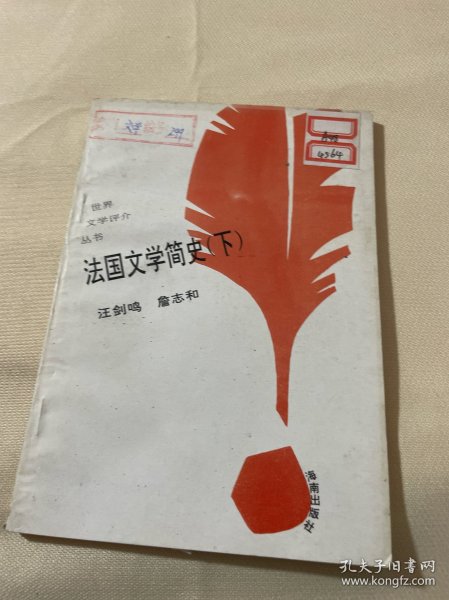 世界
文学评介
丛书
法国文学简史(下)
汪剑鸣 詹志和
海南出版社
4564
孔夫子旧书网
www.kongfz.com